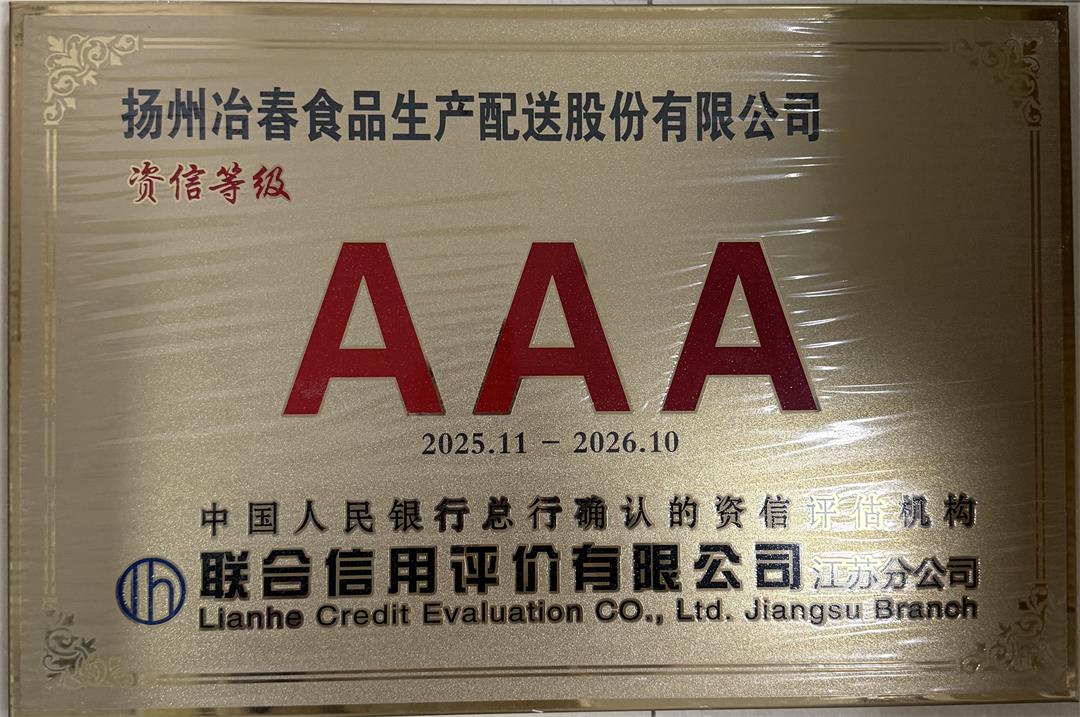 扬州冶春食品生产配送股份有限公司
资信等级
AAA
2025.11 - 2026.10
中国人民银行总行确认的资信评估机构
联合信用评价有限公司江苏分公司
Lianhe Credit Evaluation CO., Ltd. Jiangsu Branch